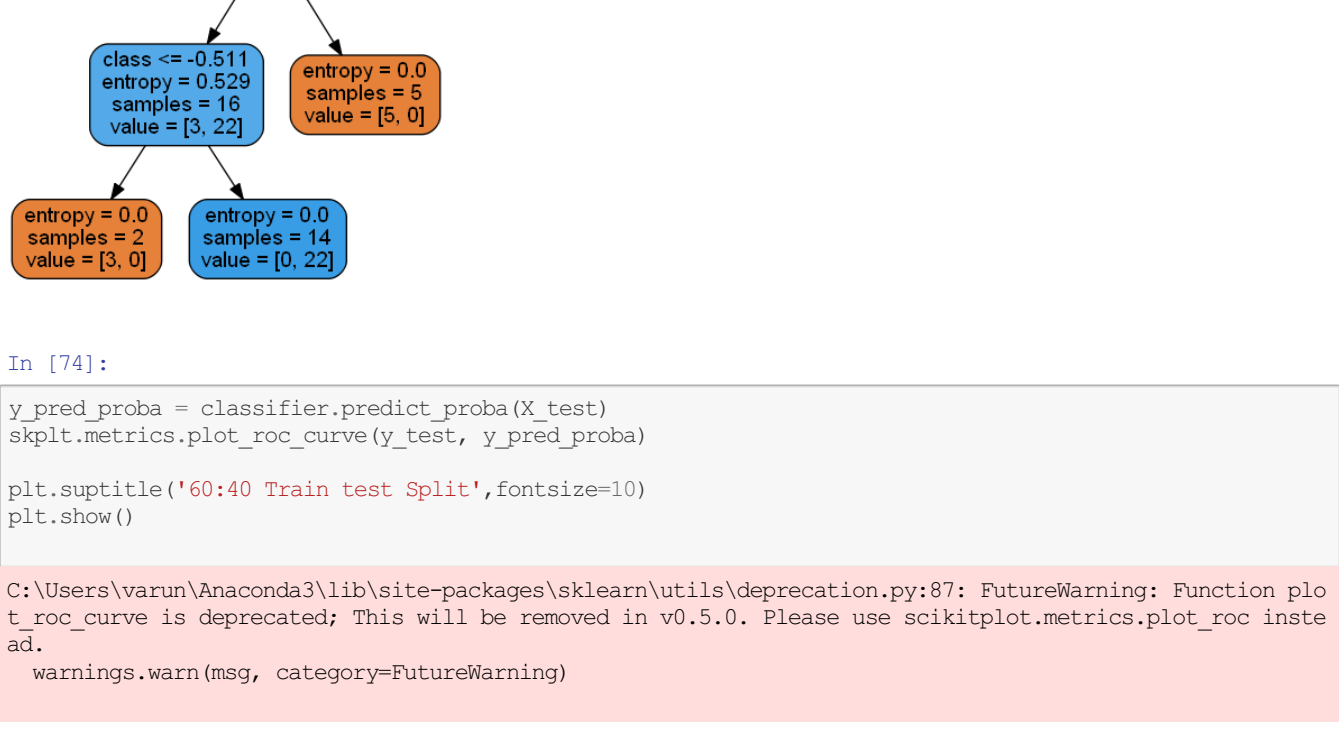 class <= -0.511
entropy = 0.529
samples = 16
value = [3, 22]
entropy = 0.0
samples = 5
value = [5, 0]
entropy = 0.0
samples = 2
value = [3, 0]
entropy = 0.0
samples = 14
value = [0, 22]
In [74]:
y_pred_proba = classifier.predict_proba(X_test)
skplt.metrics.plot_roc_curve(y_test, y_pred_proba)
plt.suptitle('60:40 Train test Split',fontsize=10)
plt.show()
C:\Users\varun\Anaconda3\lib\site-packages\sklearn\utils\deprecation.py:87: FutureWarning: Function plo
t_roc_curve is deprecated; This will be removed in v0.5.0. Please use scikitplot.metrics.plot_roc inste
ad.
  warnings.warn(msg, category=FutureWarning)